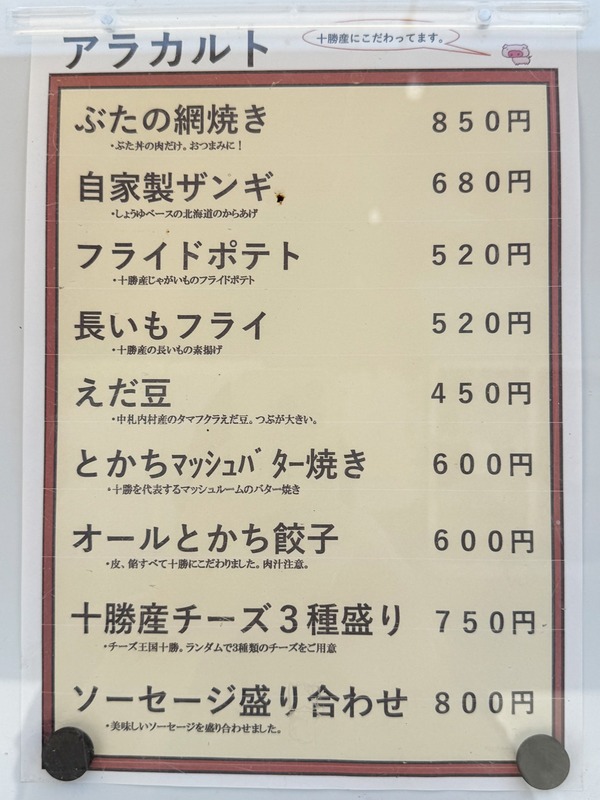 アラカルト
十勝産にこだわってます。
ぶたの網焼き 850円
・ぶた丼の肉だけ。おつまみに！
自家製ザンギ 680円
・しょうゆベースの北海道のからあげ
フライドポテト 520円
・十勝産じゃがいものフライドポテト
長いもフライ 520円
・十勝産の長いもの素揚げ
えだ豆 450円
・中札内村産のタマフクラえだ豆。つぶが大きい。
とかちﾏｯｼｭﾊﾞﾀｰ焼き 600円
・十勝を代表するマッシュルームのバター焼き
オールとかち餃子 600円
・皮、餡すべて十勝にこだわりました。肉汁注意。
十勝産チーズ３種盛り 750円
・チーズ王国十勝。ランダムで3種類のチーズをご用意
ソーセージ盛り合わせ 800円
・美味しいソーセージを盛り合わせました。